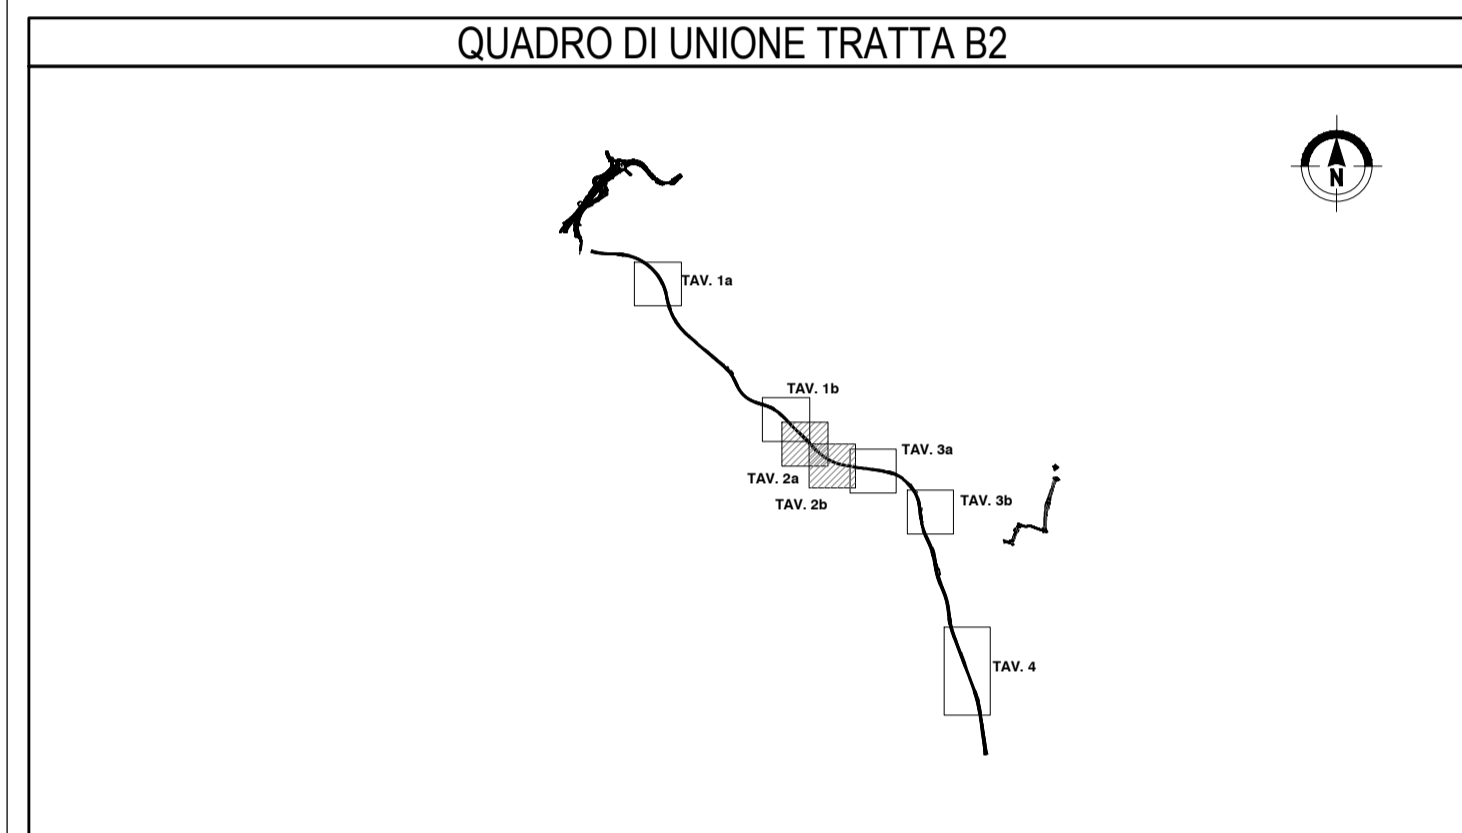 QUADRO DI UNIONE TRATTA B2
N
TAV. 1a
TAV. 1b
TAV. 3a
TAV. 2a
TAV. 3b
TAV. 2b
TAV. 4